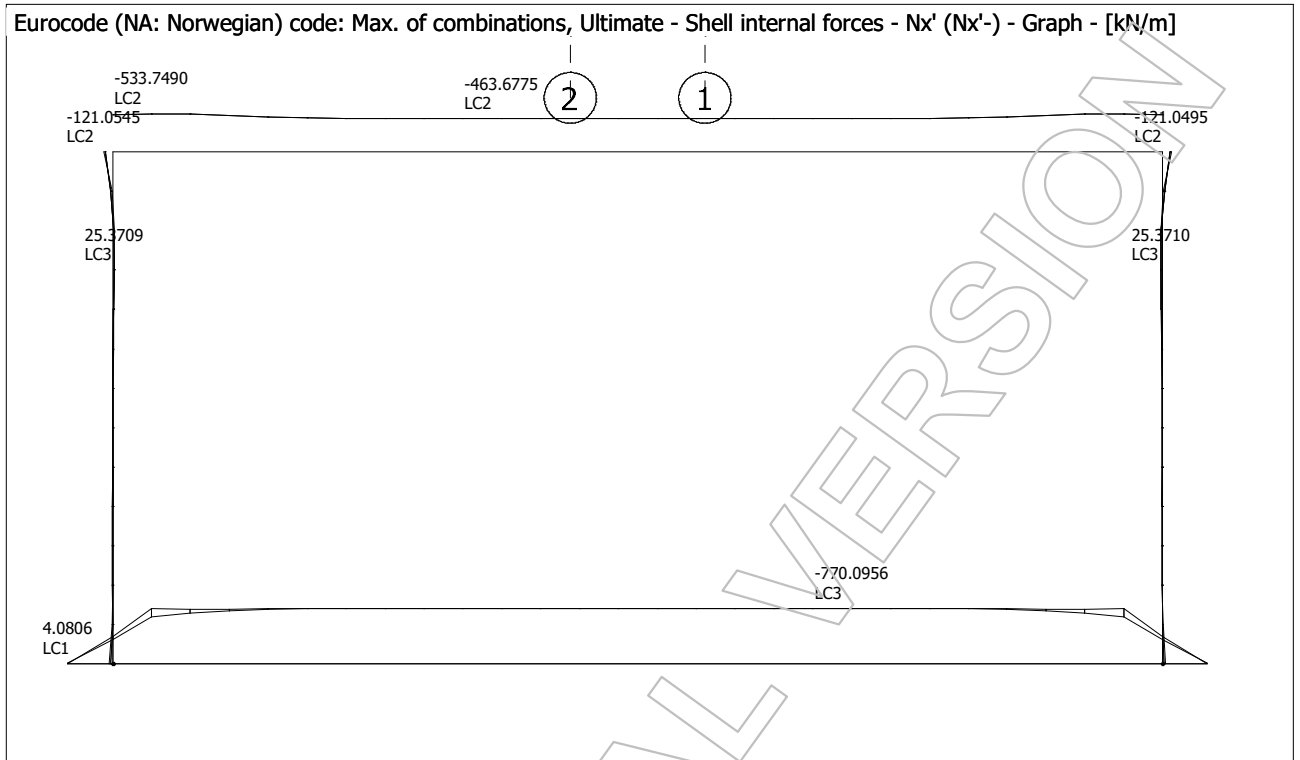 Eurocode (NA: Norwegian) code: Max. of combinations, Ultimate - Shell internal forces - Nx' (Nx'-) - Graph - [kN/m]
-533.7490
LC2
-463.6775
LC2
2
1
-121.0545
LC2
-121.0495
LC2
25.3709
LC3
25.3710
LC3
-770.0956
LC3
4.0806
LC1
AL VERSION